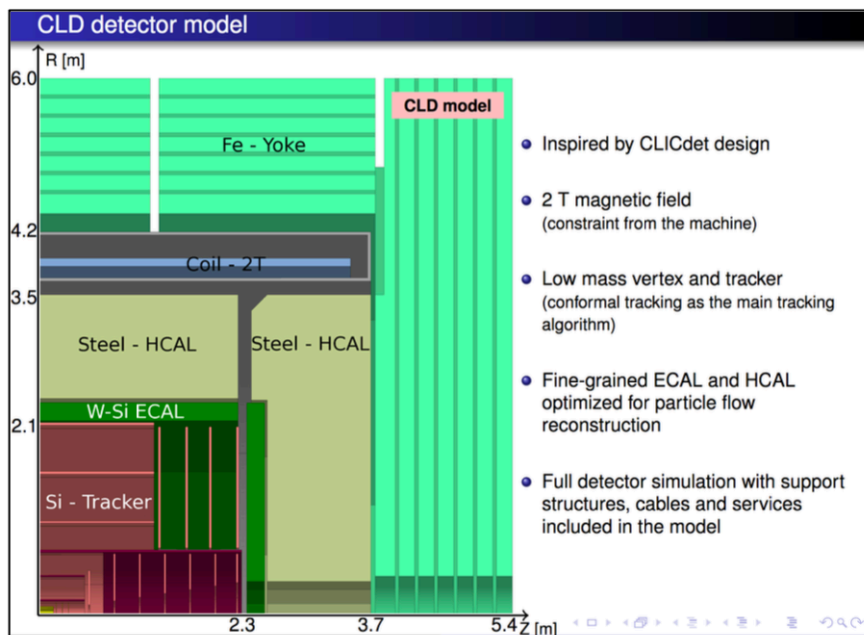 CLD detector model
R [m]
6.0
CLD model
Fe - Yoke
4.2
Coil - 2T
3.5
Steel - HCAL
Steel - HCAL
W-Si ECAL
2.1
Si - Tracker
2.3
3.7
5.4
Z [m]
Inspired by CLICdet design
2 T magnetic field
(constraint from the machine)
Low mass vertex and tracker
(conformal tracking as the main tracking
algorithm)
Fine-grained ECAL and HCAL
optimized for particle flow
reconstruction
Full detector simulation with support
structures, cables and services
included in the model